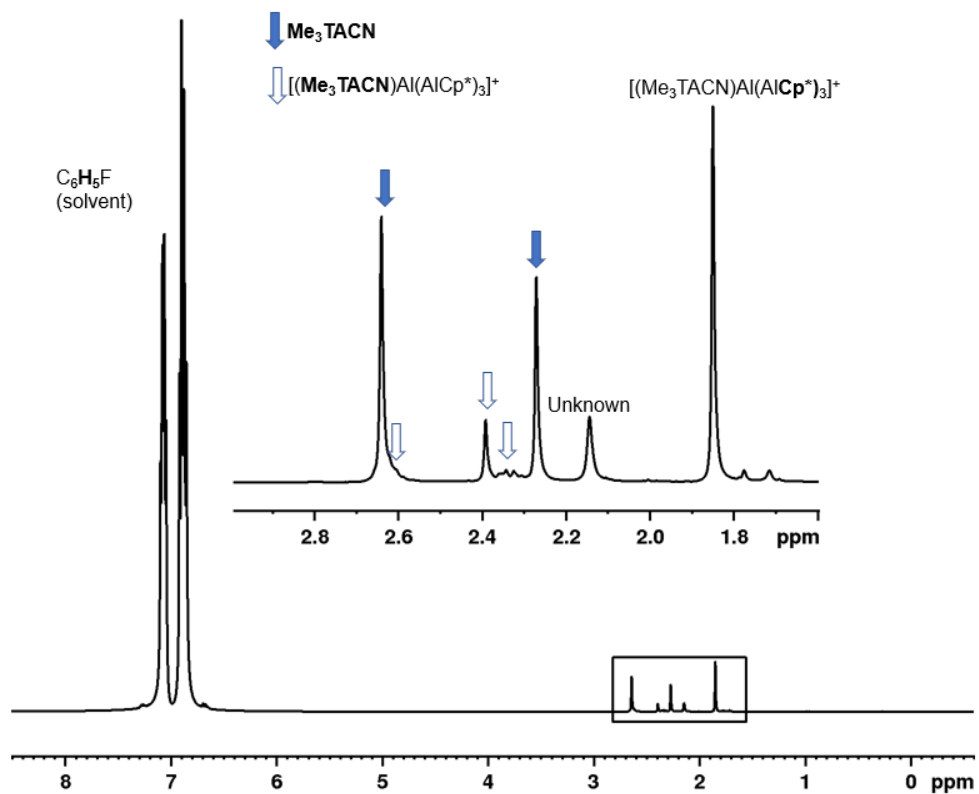 Me₃TACN
[(Me₃TACN)Al(AlCp*)₃]⁺
[(Me₃TACN)Al(AlCp*)₃]⁺
C₆H₅F
(solvent)
Unknown
2.8 2.6 2.4 2.2 2.0 1.8 ppm
8 7 6 5 4 3 2 1 0 ppm